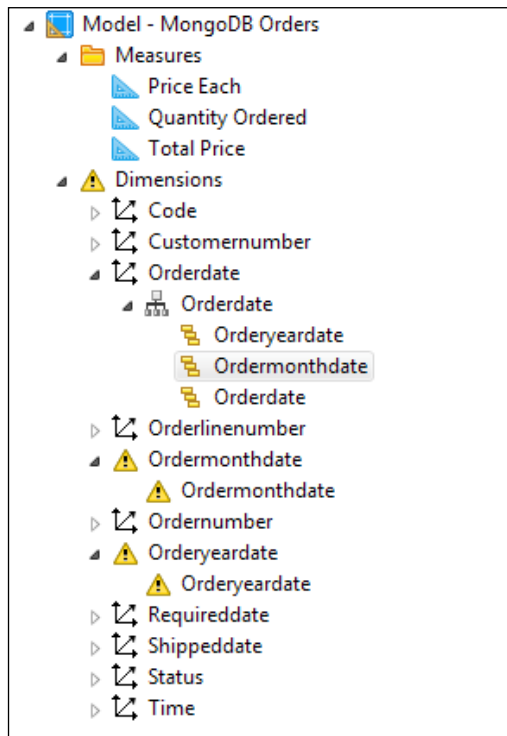 Model - MongoDB Orders
Measures
Price Each
Quantity Ordered
Total Price
Dimensions
Code
Customernumber
Orderdate
Orderdate
Orderyeardate
Ordermonthdate
Orderdate
Orderlinenumber
Ordermonthdate
Ordermonthdate
Ordernumber
Orderyeardate
Orderyeardate
Requireddate
Shippeddate
Status
Time